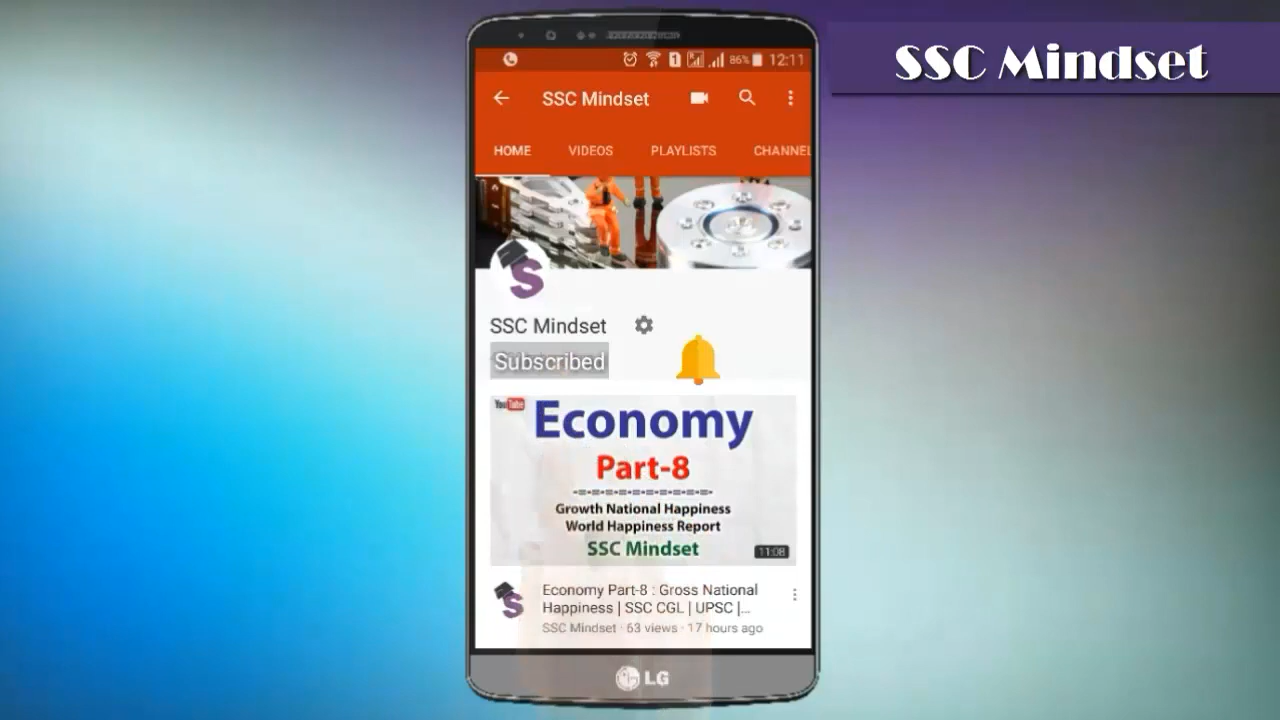 SSC Mindset
1
86%
12:11
SSC Mindset
HOME VIDEOS PLAYLISTS CHANNEL
S
SSC Mindset
Subscribed
YouTube
Economy
Part-8
Growth National Happiness
World Happiness Report
SSC Mindset
11:08
S
Economy Part-8 : Gross National
Happiness | SSC CGL | UPSC |...
SSC Mindset · 63 views · 17 hours ago
LG